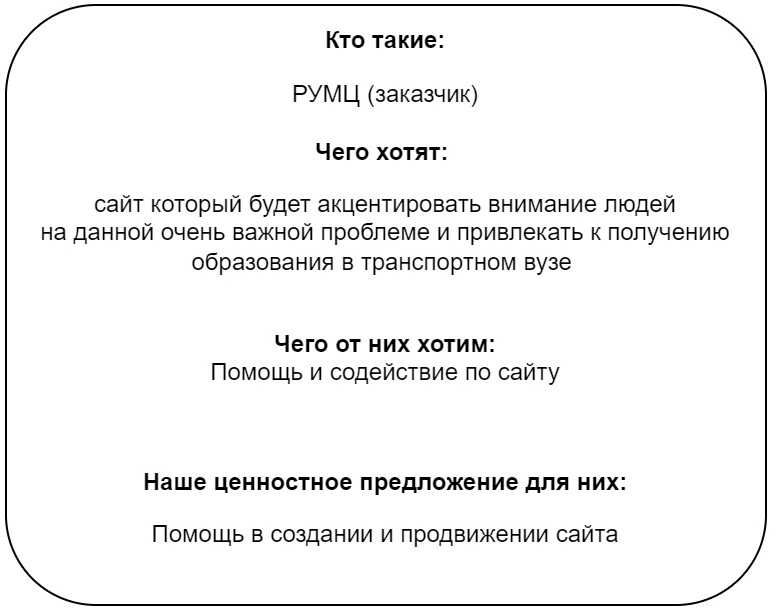 Кто такие:
РУМЦ (заказчик)
Чего хотят:
сайт который будет акцентировать внимание людей
на данной очень важной проблеме и привлекать к получению
образования в транспортном вузе
Чего от них хотим:
Помощь и содействие по сайту
Наше ценностное предложение для них:
Помощь в создании и продвижении сайта